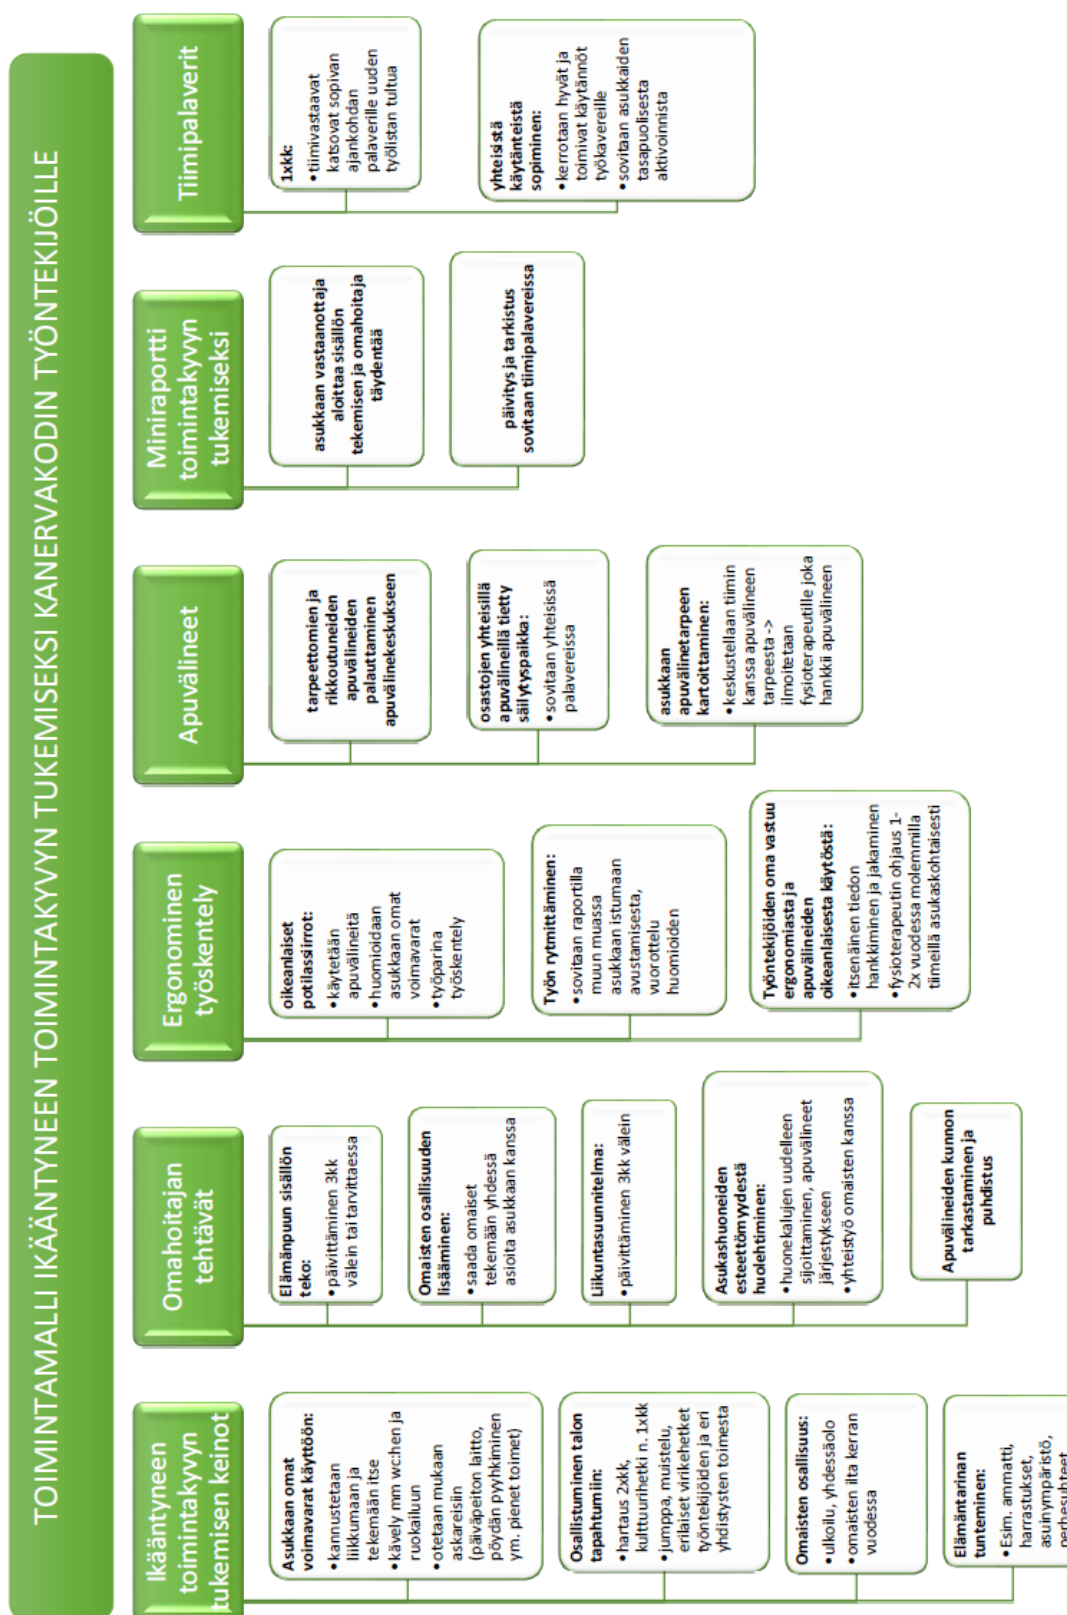 TOIMINTAMALLI IKÄÄNTYNEEN TOIMINTAKYVYN TUKEMISEKSI KANERVAKODIN TYÖNTEKIJÖILLE
Ikääntyneen
toimintakyvyn
tukemisen keinot
Asukkaan omat
voimavarat käyttöön:
•kannustetaan
liikkumaan ja
tekemään itse
•kävely mm wc:hen ja
ruokailuun
•otetaan mukaan
askareisiin
(päiväpeiton laitto,
pöydän pyyhkiminen
ym. pienet toimet)
Osallistuminen talon
tapahtumiin:
•hartaus 2xkk,
kulttuurihetki n. 1xkk
•jumppa, muistelu,
erilaiset virikehetket
työntekijöiden ja eri
yhdistysten toimesta
Omaisten osallisuus:
•ulkoilu, yhdessäolo
•omaisten ilta kerran
vuodessa
Elämäntarinan
tunteminen:
•Esim. ammatti,
harrastukset,
asuinympäristö,
perhesuhteet
Omahoitajan
tehtävät
Elämänpuun sisällön
teko:
•päivittäminen 3kk
välein tai tarvittaessa
Omaisten osallisuuden
lisääminen:
•saada omaiset
tekemään yhdessä
asioita asukkaan kanssa
Liikuntasuunnitelma:
•päivittäminen 3kk välein
Asukashuoneiden
esteettömyydestä
huolehtiminen:
•huonekalujen uudelleen
sijoittaminen, apuvälineet
järjestykseen
•yhteistyö omaisten kanssa
Apuvälineiden kunnon
tarkastaminen ja
puhdistus
Ergonominen
työskentely
oikeanlaiset
potilassiirrot:
•käytetään
apuvälineitä
•huomioidaan
asukkaan omat
voimavarat
•työparina
työskentely
Työn rytmittäminen:
•sovitaan raportilla
muun muassa
asukkaan istumaan
avustamisesta,
vuorottelu
huomioiden
Työntekijöiden oma vastuu
ergonomiasta ja
apuvälineiden
oikeanlaisesta käytöstä:
•itsenäinen tiedon
hankkiminen ja jakaminen
•fysioterapeutin ohjaus 1-
2x vuodessa molemmilla
tiimeillä asukaskohtaisesti
Apuvälineet
tarpeettomien ja
rikkoutuneiden
apuvälineiden
palauttaminen
apuvälinekeskukseen
osastojen yhteisillä
apuvälineillä tietty
säilytyspaikka:
•sovitaan yhteisissä
palavereissa
asukkaan
apuvälinetarpeen
kartoittaminen:
•keskustellaan tiimin
kanssa apuvälineen
tarpeesta ->
ilmoitetaan
fysioterapeutille joka
hankkii apuvälineen
Miniraportti
toimintakyvyn
tukemiseksi
asukkaan vastaanottaja
aloittaa sisällön
tekemisen ja omahoitaja
täydentää
päivitys ja tarkistus
sovitaan tiimipalavereissa
Tiimipalaverit
1xkk:
•tiimivastaavat
katsovat sopivan
ajankohdan
palaverille uuden
työlistan tultua
yhteisistä
käytänteistä
sopiminen:
•kerrotaan hyvät ja
toimivat käytännöt
työkavereille
•sovitaan asukkaiden
tasapuolisesta
aktivoinnista